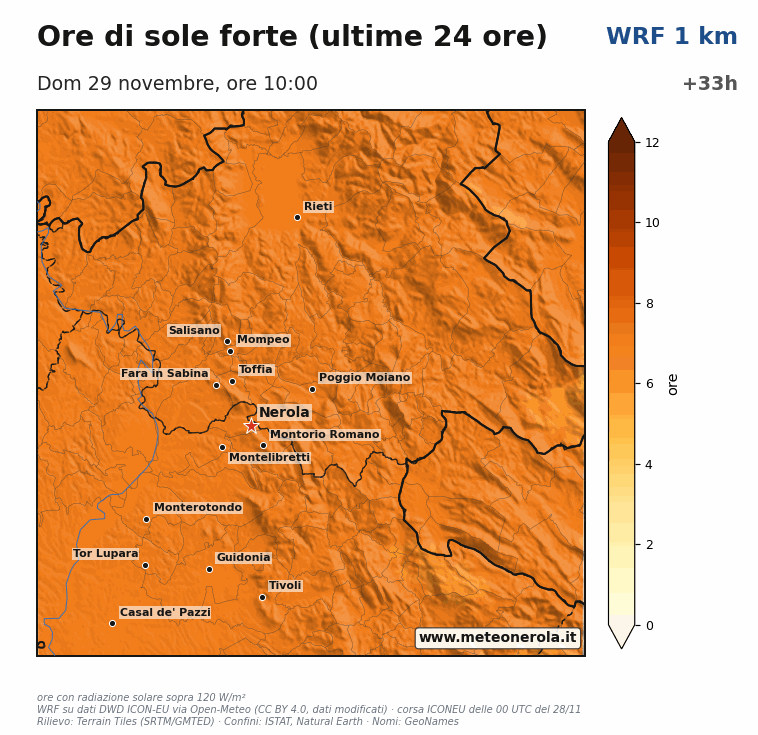 Ore di sole forte (ultime 24 ore)
WRF 1 km
Dom 29 novembre, ore 10:00
+33h
Rieti
Salisano
Mompeo
Toffia
Fara in Sabina
Poggio Moiano
Nerola
Montorio Romano
Montelibretti
Monterotondo
Tor Lupara
Guidonia
Tivoli
Casal de' Pazzi
www.meteonerola.it
12
10
8
6
4
2
0
ore
ore con radiazione solare sopra 120 W/m²
WRF su dati DWD ICON-EU via Open-Meteo (CC BY 4.0, dati modificati) · corsa ICONEU delle 00 UTC del 28/11
Rilievo: Terrain Tiles (SRTM/GMTED) · Confini: ISTAT, Natural Earth · Nomi: GeoNames